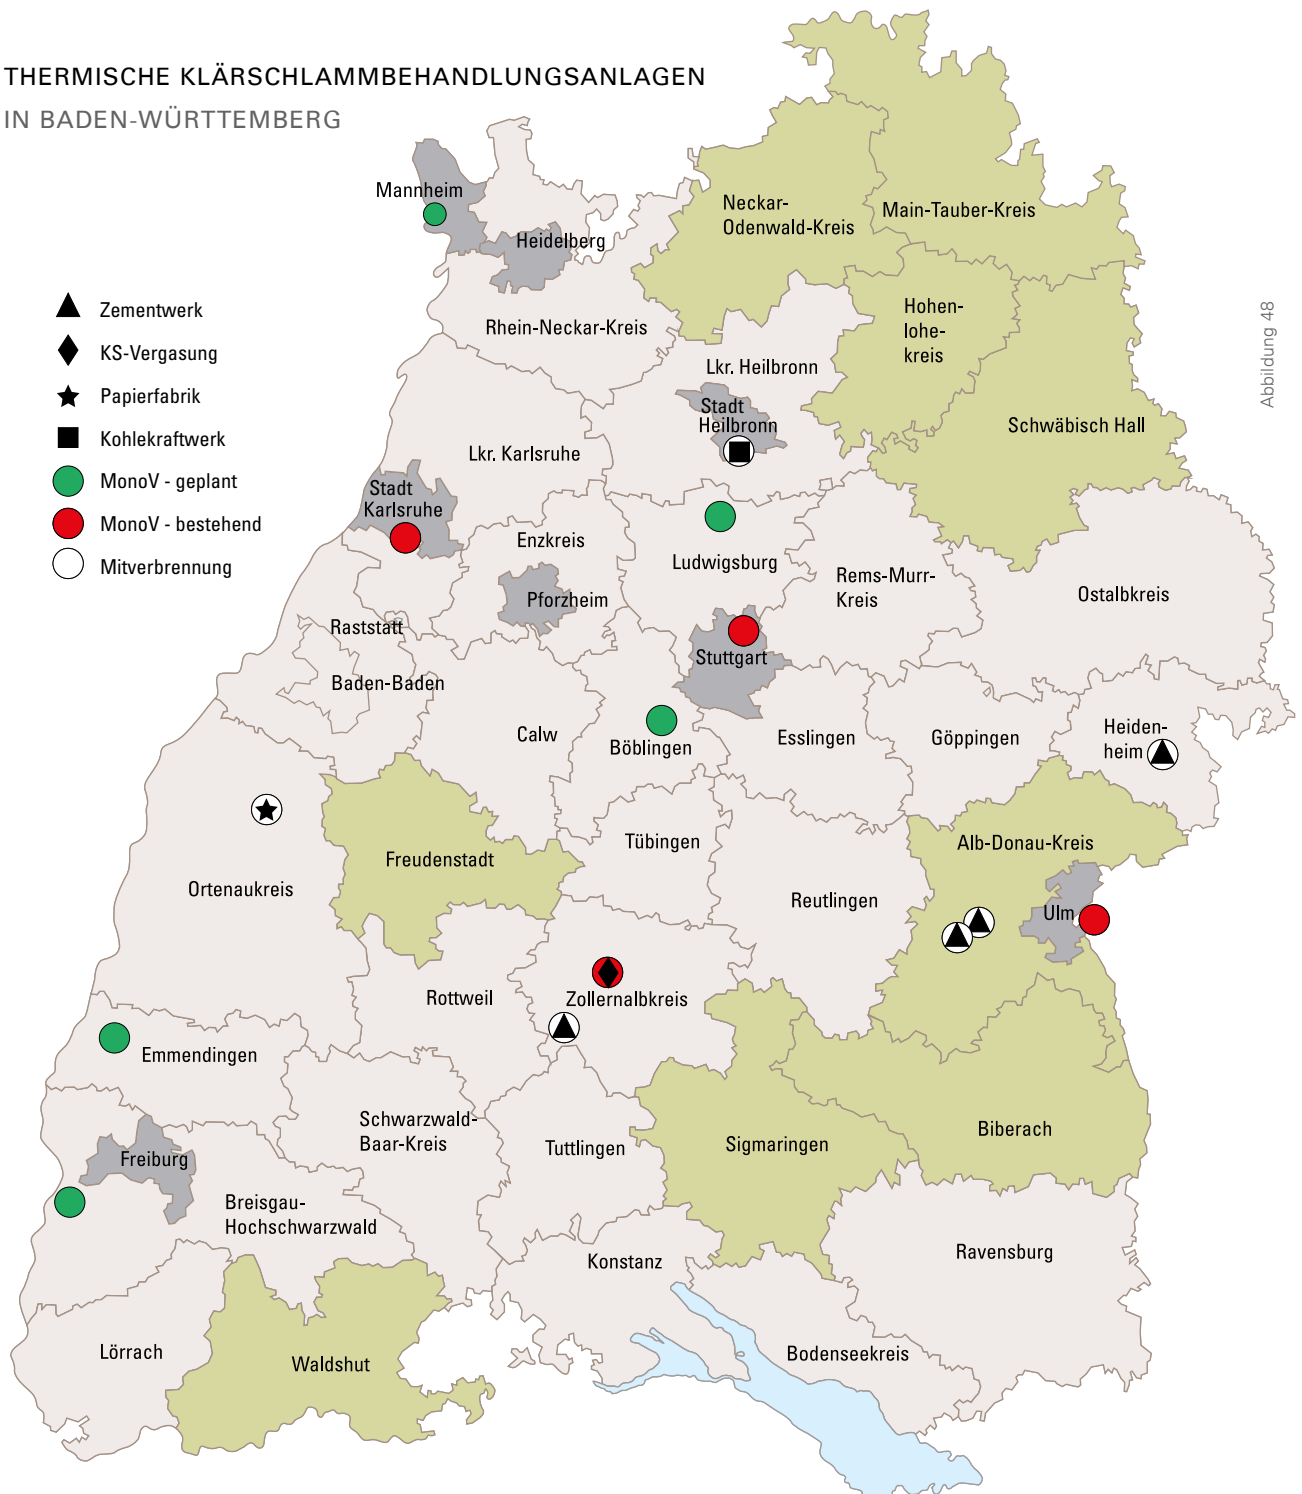 THERMISCHE KLÄRSCHLAMMBEHANDLUNGSANLAGEN
IN BADEN-WÜRTTEMBERG
Zementwerk
KS-Vergasung
Papierfabrik
Kohlekraftwerk
MonoV - geplant
MonoV - bestehend
Mitverbrennung
Abbildung 48
Mannheim
Heidelberg
Neckar-
Odenwald-Kreis
Main-Tauber-Kreis
Rhein-Neckar-Kreis
Hohen-
lohe-
kreis
Lkr. Heilbronn
Stadt
Heilbronn
Schwäbisch Hall
Lkr. Karlsruhe
Stadt
Karlsruhe
Enzkreis
Ludwigsburg
Rems-Murr-
Kreis
Ostalbkreis
Pforzheim
Raststatt
Stuttgart
Baden-Baden
Calw
Böblingen
Esslingen
Göppingen
Heiden-
heim
Tübingen
Alb-Donau-Kreis
Freudenstadt
Ortenaukreis
Reutlingen
Ulm
Rottweil
Zollernalbkreis
Emmendingen
Schwarzwald-
Baar-Kreis
Tuttlingen
Sigmaringen
Biberach
Freiburg
Breisgau-
Hochschwarzwald
Konstanz
Ravensburg
Lörrach
Waldshut
Bodenseekreis